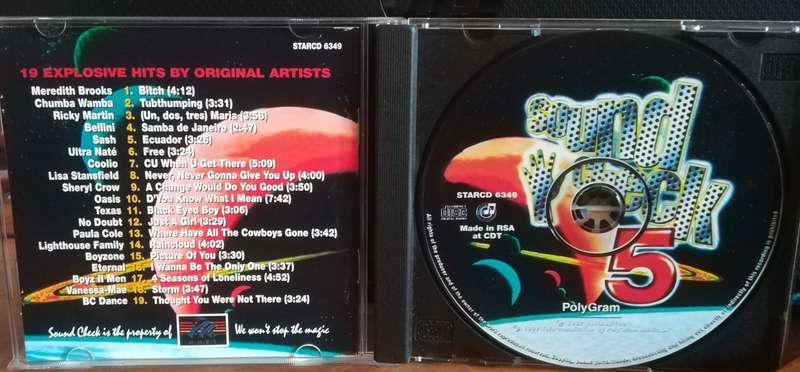 STARCD 6349
19 EXPLOSIVE HITS BY ORIGINAL ARTISTS
Meredith Brooks 1. Bitch (4:12)
Chumba Wamba 2. Tubthumping (3:31)
Ricky Martin 3. (Un, dos, tres) Maria (3:58)
Bellini 4. Samba de Janeiro (2:47)
Sash 5. Ecuador (3:26)
Ultra Naté 6. Free (3:24)
Coolio 7. CU When U Get There (5:09)
Lisa Stansfield 8. Never, Never Gonna Give You Up (4:00)
Sheryl Crow 9. A Change Would Do You Good (3:50)
Oasis 10. D'You Know What I Mean (7:42)
Texas 11. Black Eyed Boy (3:06)
No Doubt 12. Just A Girl (3:29)
Paula Cole 13. Where Have All The Cowboys Gone (3:42)
Lighthouse Family 14. Raincloud (4:02)
Boyzone 15. Picture Of You (3:30)
Eternal 16. I Wanna Be The Only One (3:37)
Boyz II Men 17. 4 Seasons of Loneliness (4:52)
Vanessa-Mae 18. Storm (3:47)
BC Dance 19. Thought You Were Not There (3:24)
Sound Check is the property of
We won't stop the magic
sound
check
5
STARCD 6349
COMPACT
disc
DIGITAL AUDIO
Made in RSA
at CDT
PolyGram